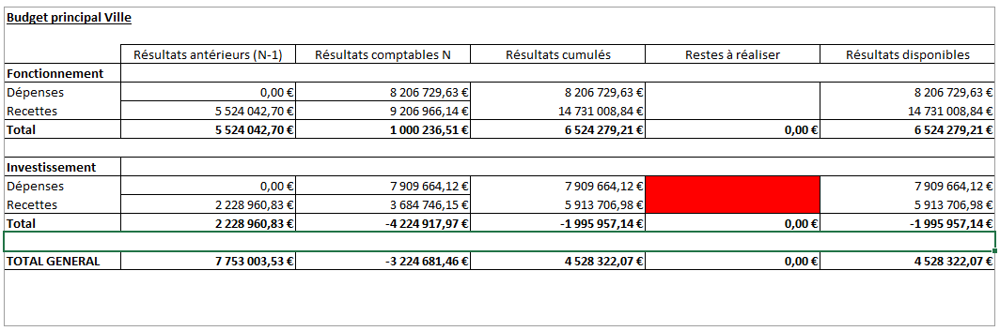 Budget principal Ville
Résultats antérieurs (N-1) Résultats comptables N Résultats cumulés Restes à réaliser Résultats disponibles
Fonctionnement
Dépenses 0,00 € 8 206 729,63 € 8 206 729,63 € 8 206 729,63 €
Recettes 5 524 042,70 € 9 206 966,14 € 14 731 008,84 € 14 731 008,84 €
Total 5 524 042,70 € 1 000 236,51 € 6 524 279,21 € 0,00 € 6 524 279,21 €
Investissement
Dépenses 0,00 € 7 909 664,12 € 7 909 664,12 € 7 909 664,12 €
Recettes 2 228 960,83 € 3 684 746,15 € 5 913 706,98 € 5 913 706,98 €
Total 2 228 960,83 € -4 224 917,97 € -1 995 957,14 € 0,00 € -1 995 957,14 €
TOTAL GENERAL 7 753 003,53 € -3 224 681,46 € 4 528 322,07 € 0,00 € 4 528 322,07 €